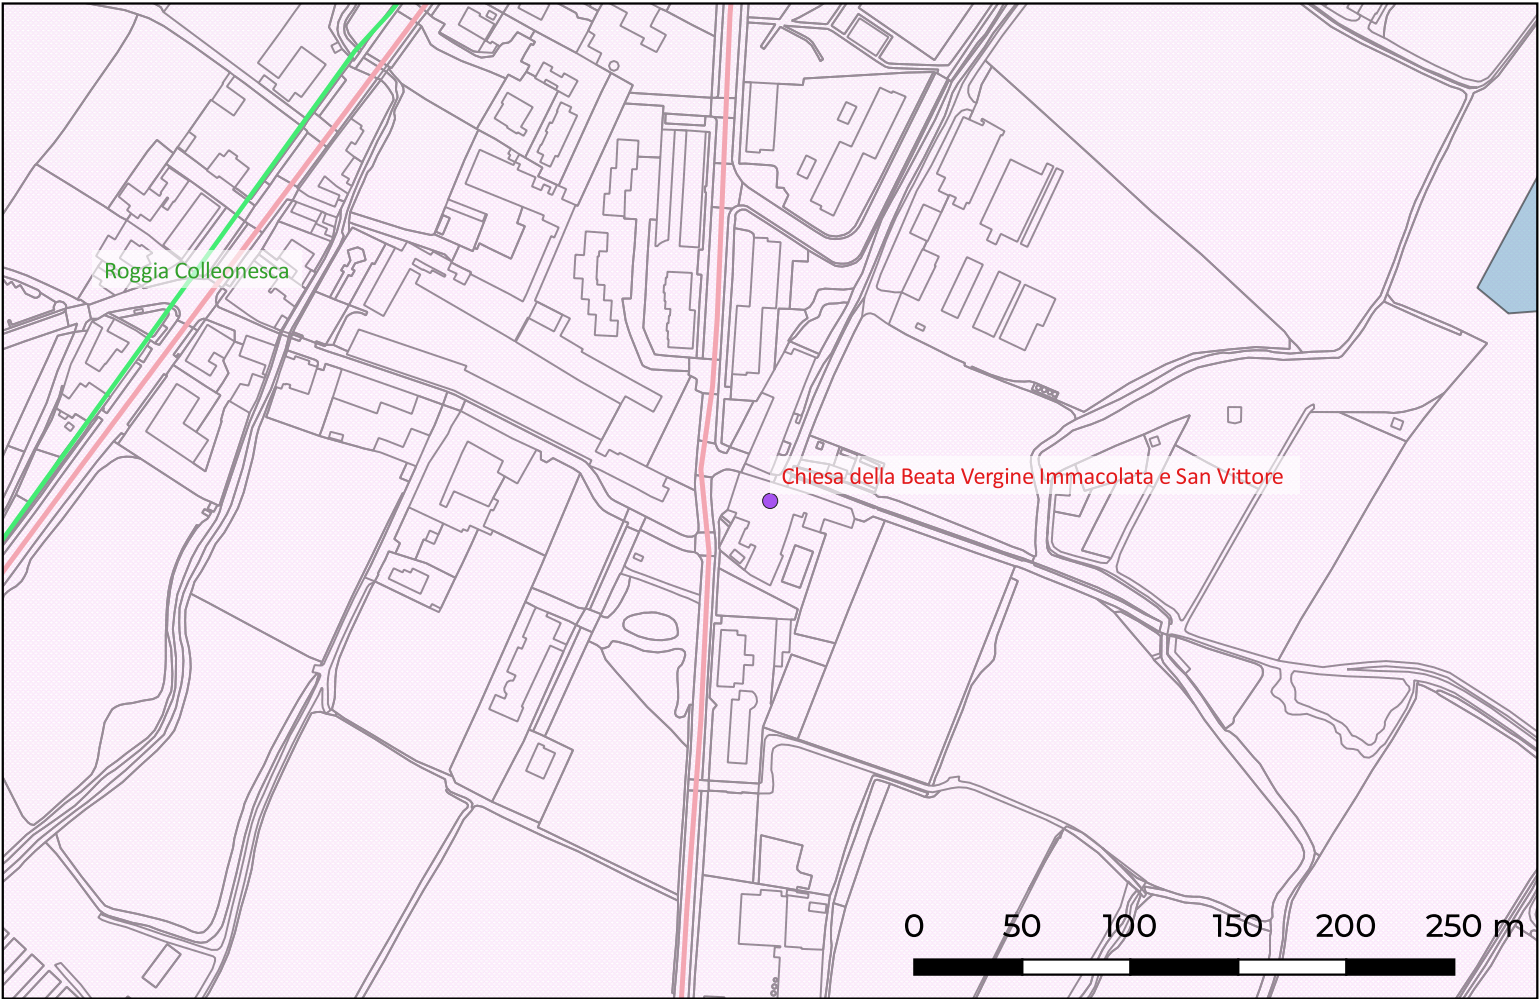 Roggia Colleonesca
Chiesa della Beata Vergine Immacolata e San Vittore
0 50 100 150 200 250 m